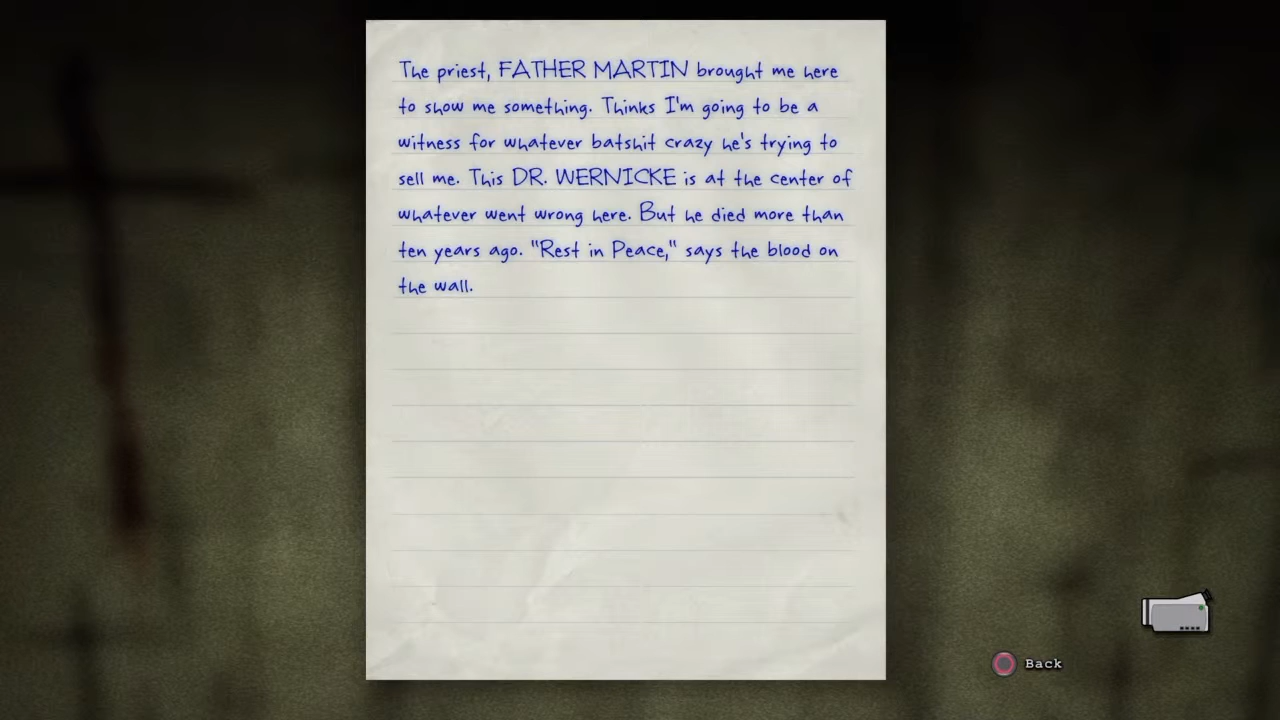 The priest, FATHER MARTIN brought me here
to show me something. Thinks I'm going to be a
witness for whatever batshit crazy he's trying to
sell me. This DR. WERNICKE is at the center of
whatever went wrong here. But he died more than
ten years ago. "Rest in Peace," says the blood on
the wall.
Back